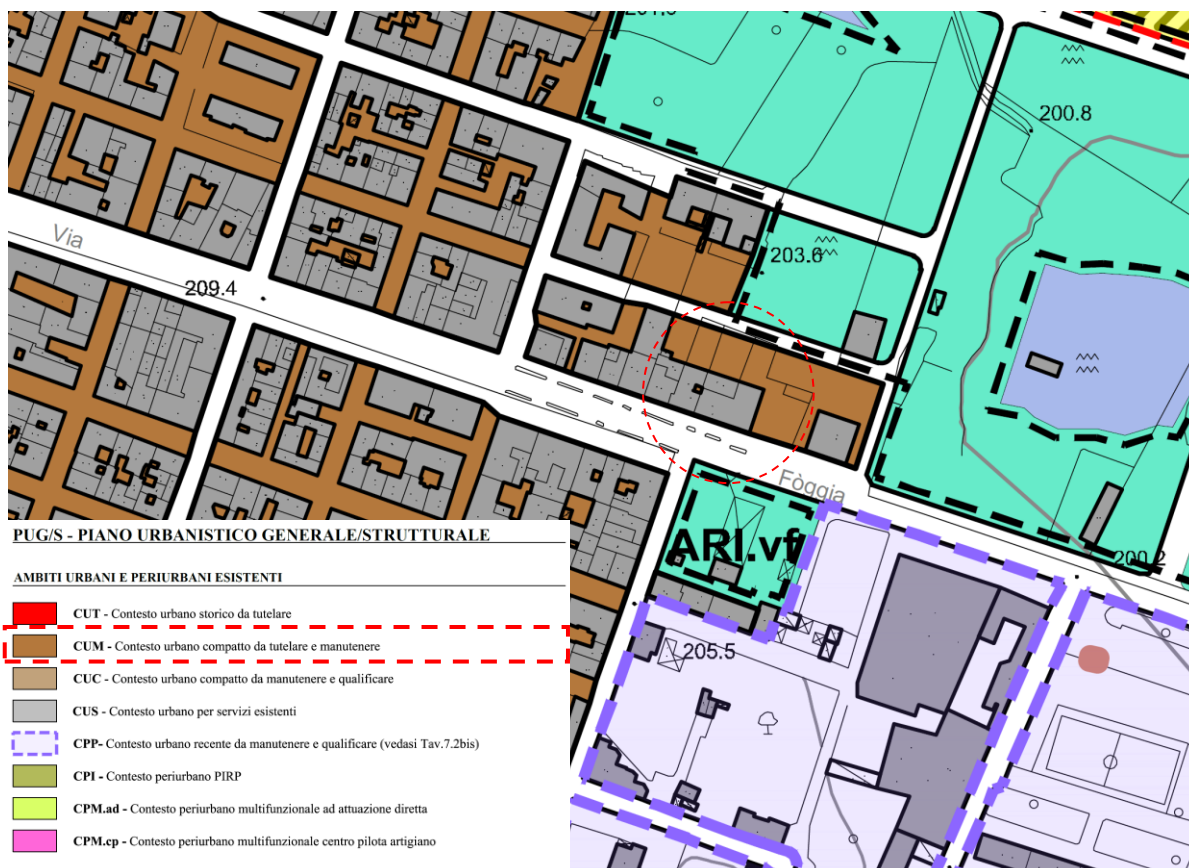 201.9
200.8
203.6
Via
209.4
Fòggia
ARI.vf
200.2
205.5
PUG/S - PIANO URBANISTICO GENERALE/STRUTTURALE
AMBITI URBANI E PERIURBANI ESISTENTI
CUT - Contesto urbano storico da tutelare
CUM - Contesto urbano compatto da tutelare e manutenere
CUC - Contesto urbano compatto da manutenere e qualificare
CUS - Contesto urbano per servizi esistenti
CPP- Contesto urbano recente da manutenere e qualificare (vedasi Tav.7.2bis)
CPI - Contesto periurbano PIRP
CPM.ad - Contesto periurbano multifunzionale ad attuazione diretta
CPM.cp - Contesto periurbano multifunzionale centro pilota artigiano